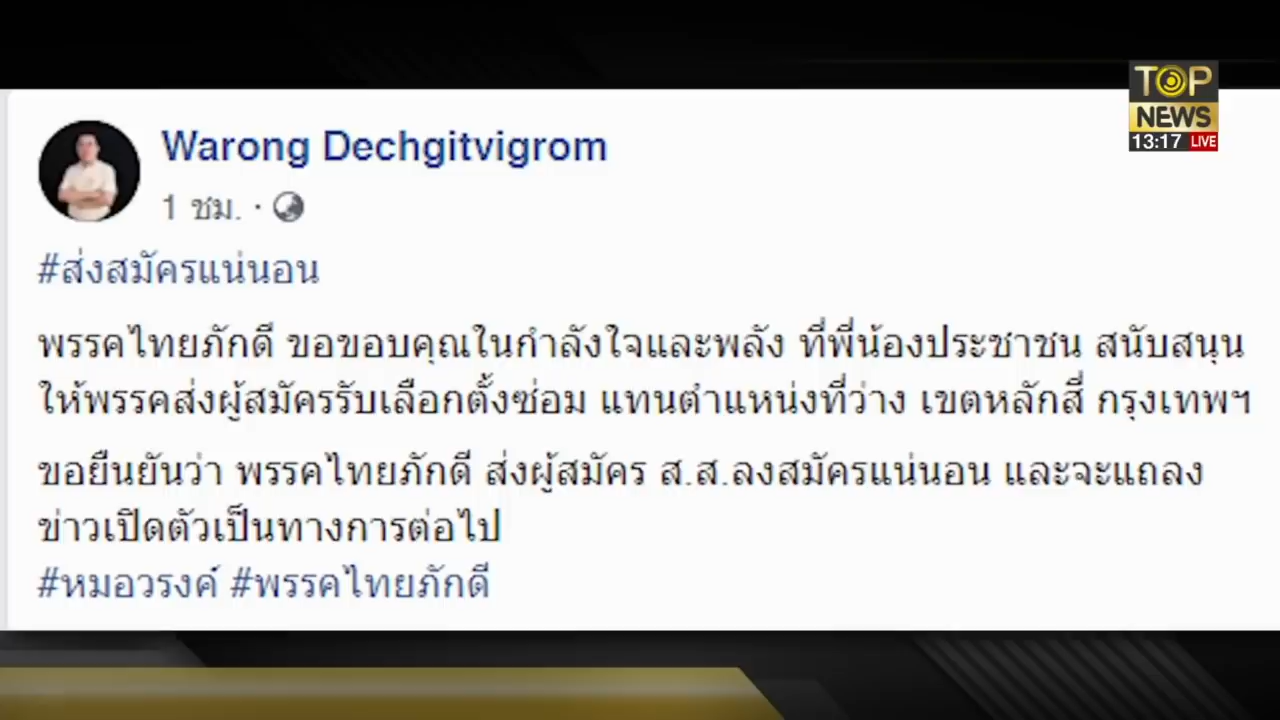 TOP
NEWS
13:17 LIVE
Warong Dechgitvigrom
1 ชม. ·
#ส่งสมัครแน่นอน
พรรคไทยภักดี ขอขอบคุณในกำลังใจและพลัง ที่พี่น้องประชาชน สนับสนุน
ให้พรรคส่งผู้สมัครรับเลือกตั้งซ่อม แทนตำแหน่งที่ว่าง เขตหลักสี่ กรุงเทพฯ
ขอยืนยันว่า พรรคไทยภักดี ส่งผู้สมัคร ส.ส.ลงสมัครแน่นอน และจะแถลง
ข่าวเปิดตัวเป็นทางการต่อไป
#หมอวรงค์ #พรรคไทยภักดี